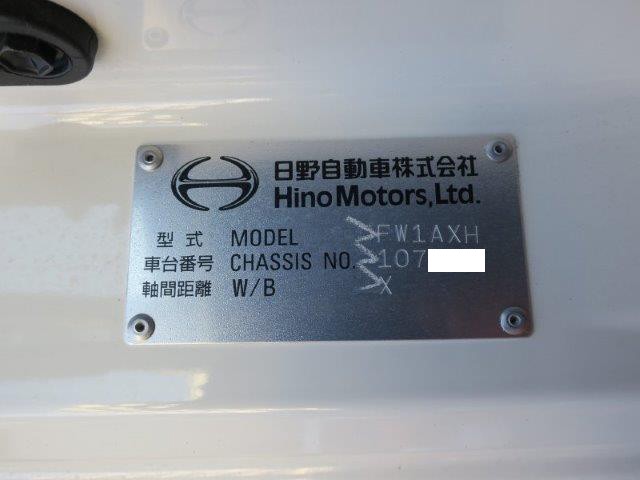 日野自動車株式会社
Hino Motors, Ltd.
型式 MODEL FW1AXH
車台番号 CHASSIS NO. 107
軸間距離 W/B X